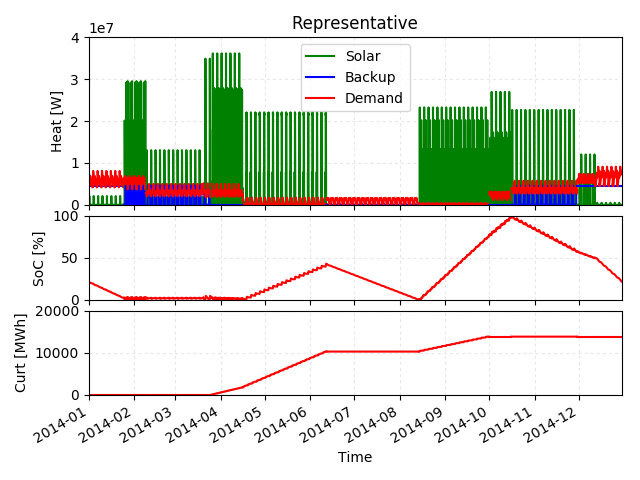 Representative
1e7
Heat [W]
4
3
2
1
0
Solar
Backup
Demand
SoC [%]
100
50
0
Curt [MWh]
20000
10000
0
2014-01
2014-02
2014-03
2014-04
2014-05
2014-06
2014-07
2014-08
2014-09
2014-10
2014-11
2014-12
Time